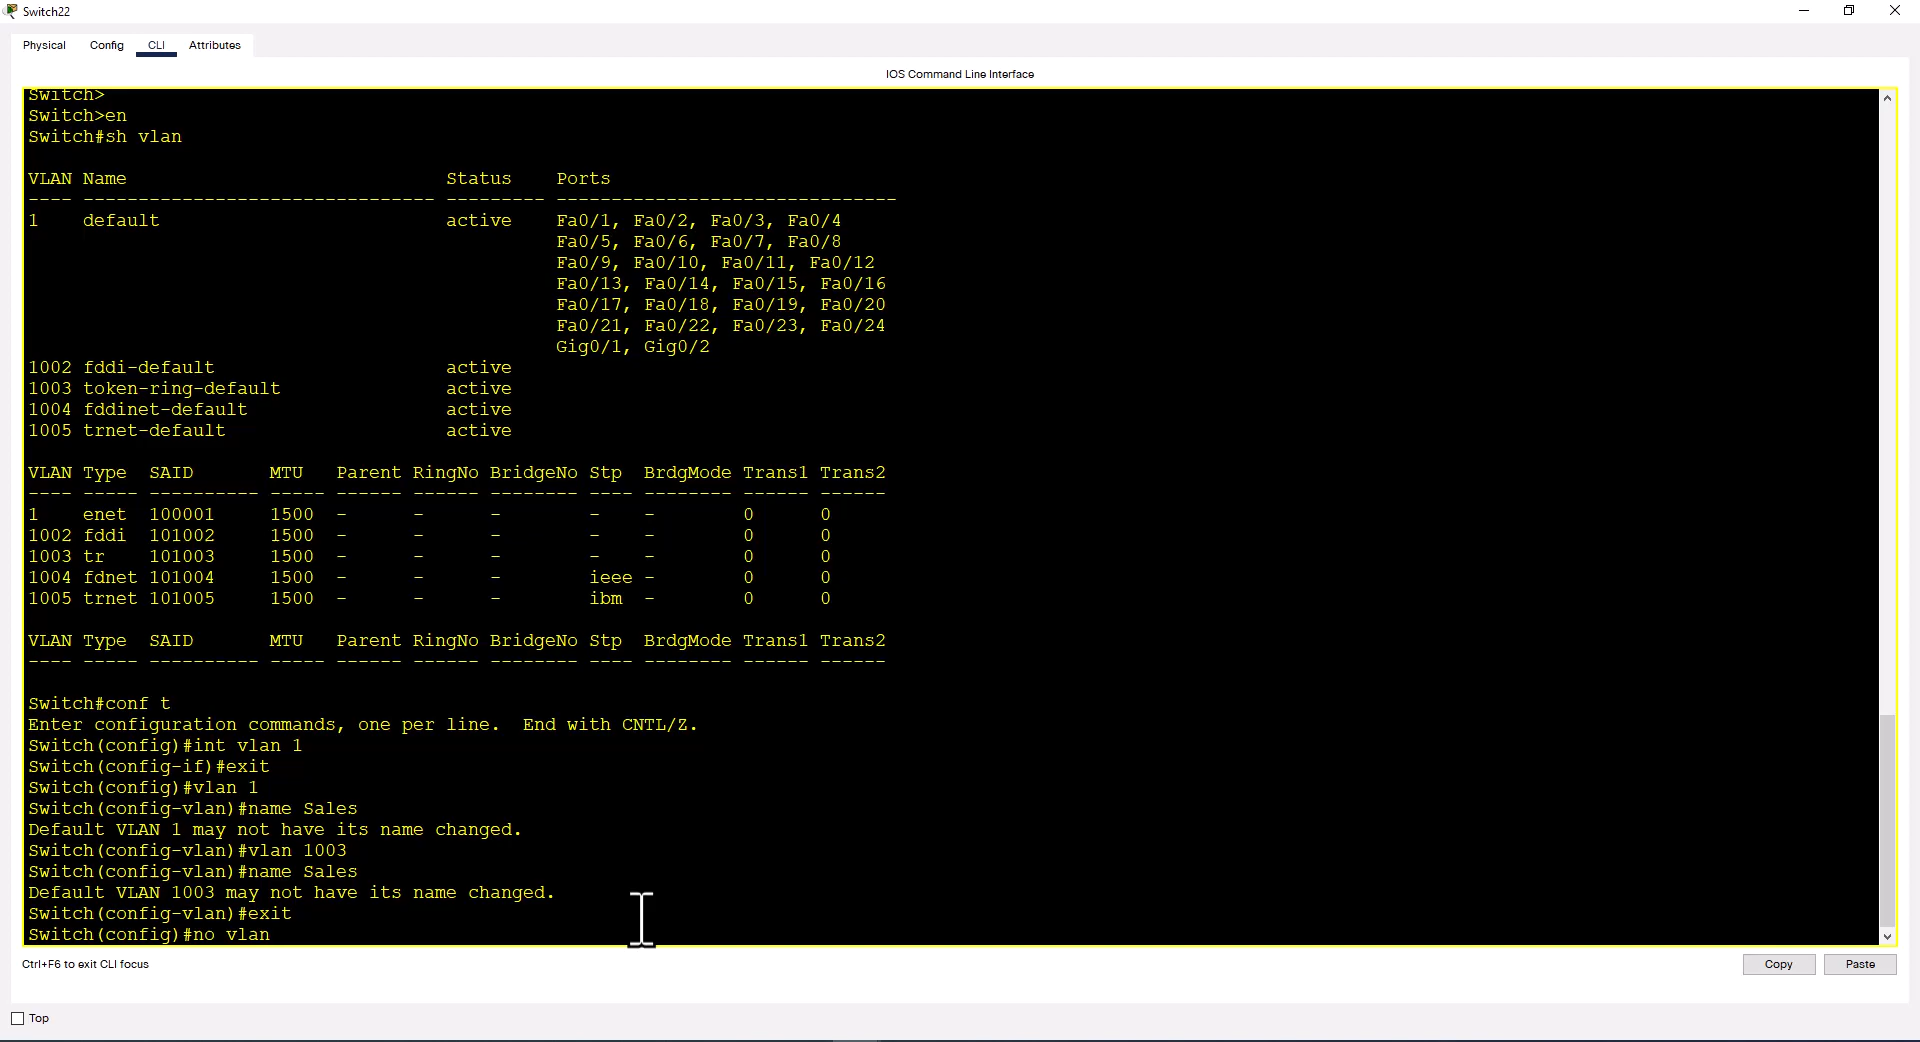 Switch22
Physical Config CLI Attributes
IOS Command Line Interface
Switch>
Switch>en
Switch#sh vlan
VLAN Name                             Status    Ports
---- -------------------------------- --------- -------------------------------
1    default                          active    Fa0/1, Fa0/2, Fa0/3, Fa0/4
                                                Fa0/5, Fa0/6, Fa0/7, Fa0/8
                                                Fa0/9, Fa0/10, Fa0/11, Fa0/12
                                                Fa0/13, Fa0/14, Fa0/15, Fa0/16
                                                Fa0/17, Fa0/18, Fa0/19, Fa0/20
                                                Fa0/21, Fa0/22, Fa0/23, Fa0/24
                                                Gig0/1, Gig0/2
1002 fddi-default                     active
1003 token-ring-default               active
1004 fddinet-default                  active
1005 trnet-default                    active
VLAN Type  SAID       MTU   Parent RingNo BridgeNo Stp  BrdgMode Trans1 Trans2
---- ----- ---------- ----- ------ ------ -------- ---- -------- ------ ------
1    enet  100001     1500  -      -      -        -    -        0      0
1002 fddi  101002     1500  -      -      -        -    -        0      0
1003 tr    101003     1500  -      -      -        -    -        0      0
1004 fdnet 101004     1500  -      -      -        ieee -        0      0
1005 trnet 101005     1500  -      -      -        ibm  -        0      0
VLAN Type  SAID       MTU   Parent RingNo BridgeNo Stp  BrdgMode Trans1 Trans2
---- ----- ---------- ----- ------ ------ -------- ---- -------- ------ ------
Switch#conf t
Enter configuration commands, one per line.  End with CNTL/Z.
Switch(config)#int vlan 1
Switch(config-if)#exit
Switch(config)#vlan 1
Switch(config-vlan)#name Sales
Default VLAN 1 may not have its name changed.
Switch(config-vlan)#vlan 1003
Switch(config-vlan)#name Sales
Default VLAN 1003 may not have its name changed.
Switch(config-vlan)#exit
Switch(config)#no vlan
Ctrl+F6 to exit CLI focus
Copy Paste
Top